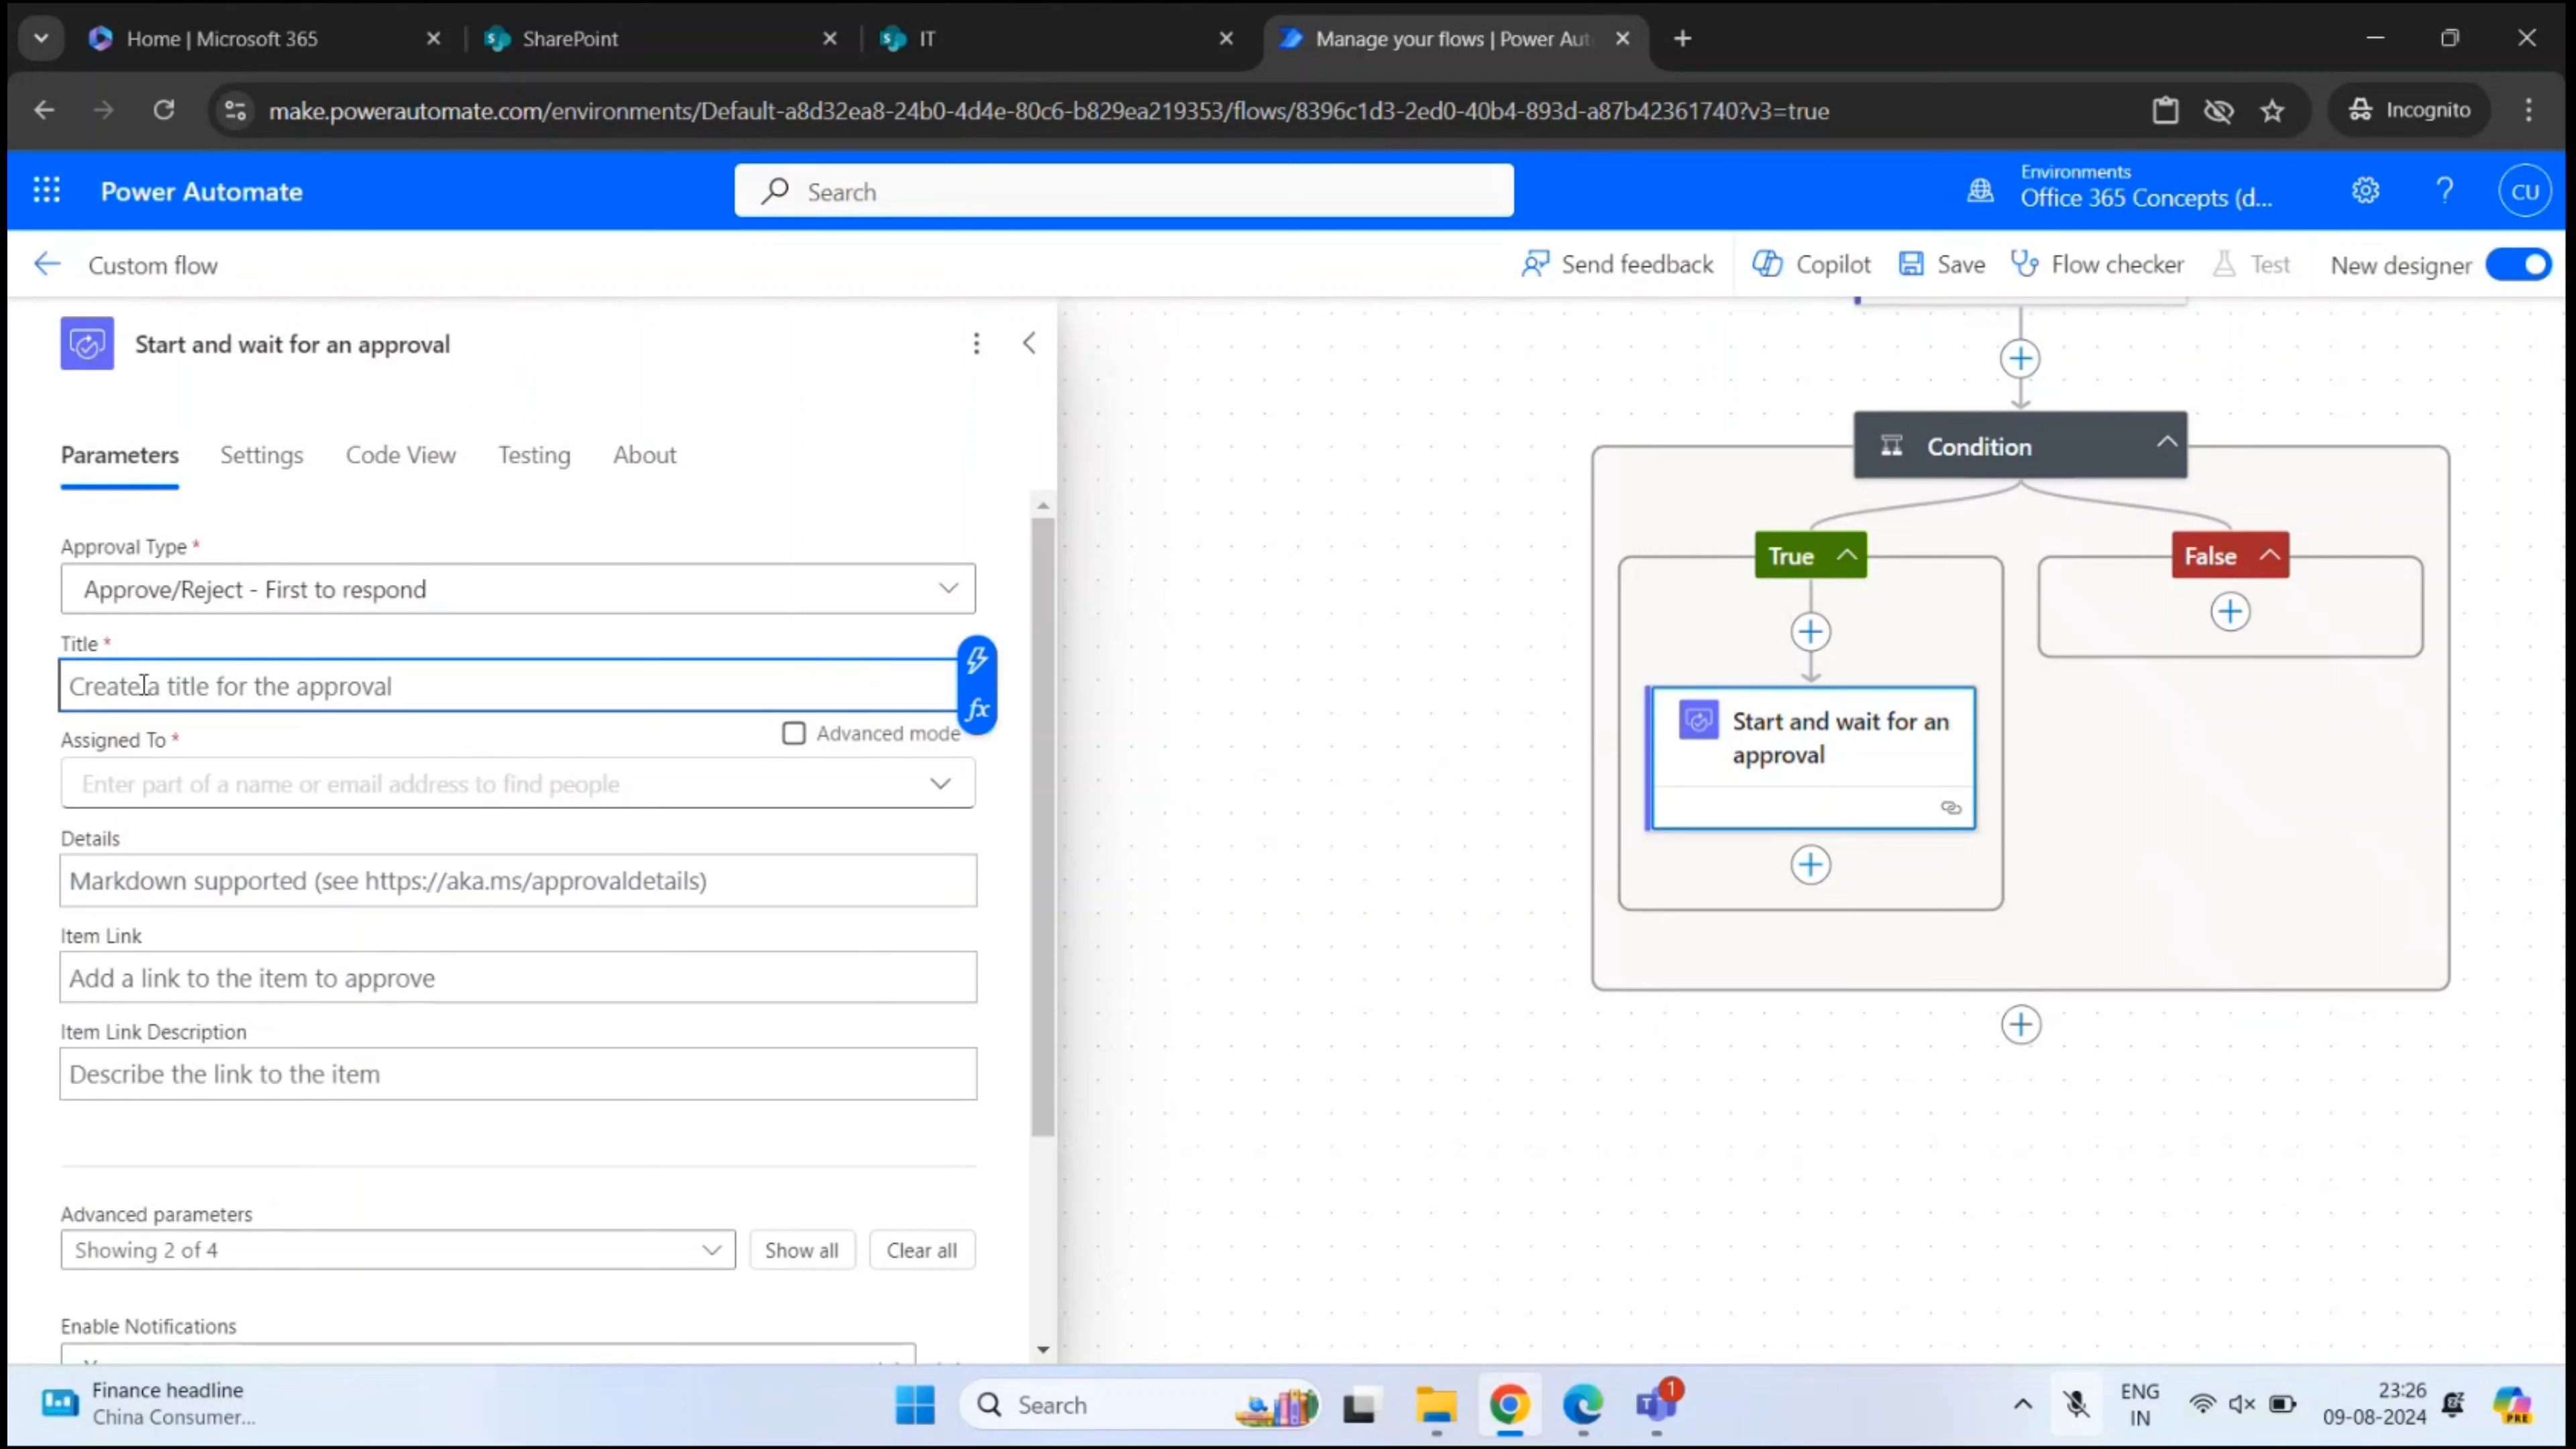 Home | Microsoft 365
SharePoint
IT
Manage your flows | Power Aut
make.powerautomate.com/environments/Default-a8d32ea8-24b0-4d4e-80c6-b829ea219353/flows/8396c1d3-2ed0-40b4-893d-a87b42361740?v3=true
Incognito
Power Automate
Search
Environments
Office 365 Concepts (d...
CU
Custom flow
Send feedback
Copilot
Save
Flow checker
Test
New designer
Start and wait for an approval
Parameters
Settings
Code View
Testing
About
Approval Type *
Approve/Reject - First to respond
Title *
Create a title for the approval
fx
Advanced mode
Assigned To *
Enter part of a name or email address to find people
Details
Markdown supported (see https://aka.ms/approvaldetails)
Item Link
Add a link to the item to approve
Item Link Description
Describe the link to the item
Advanced parameters
Showing 2 of 4
Show all
Clear all
Enable Notifications
Condition
True
False
Start and wait for an
approval
Finance headline
China Consumer...
Search
1
ENG
IN
23:26
09-08-2024
PRE